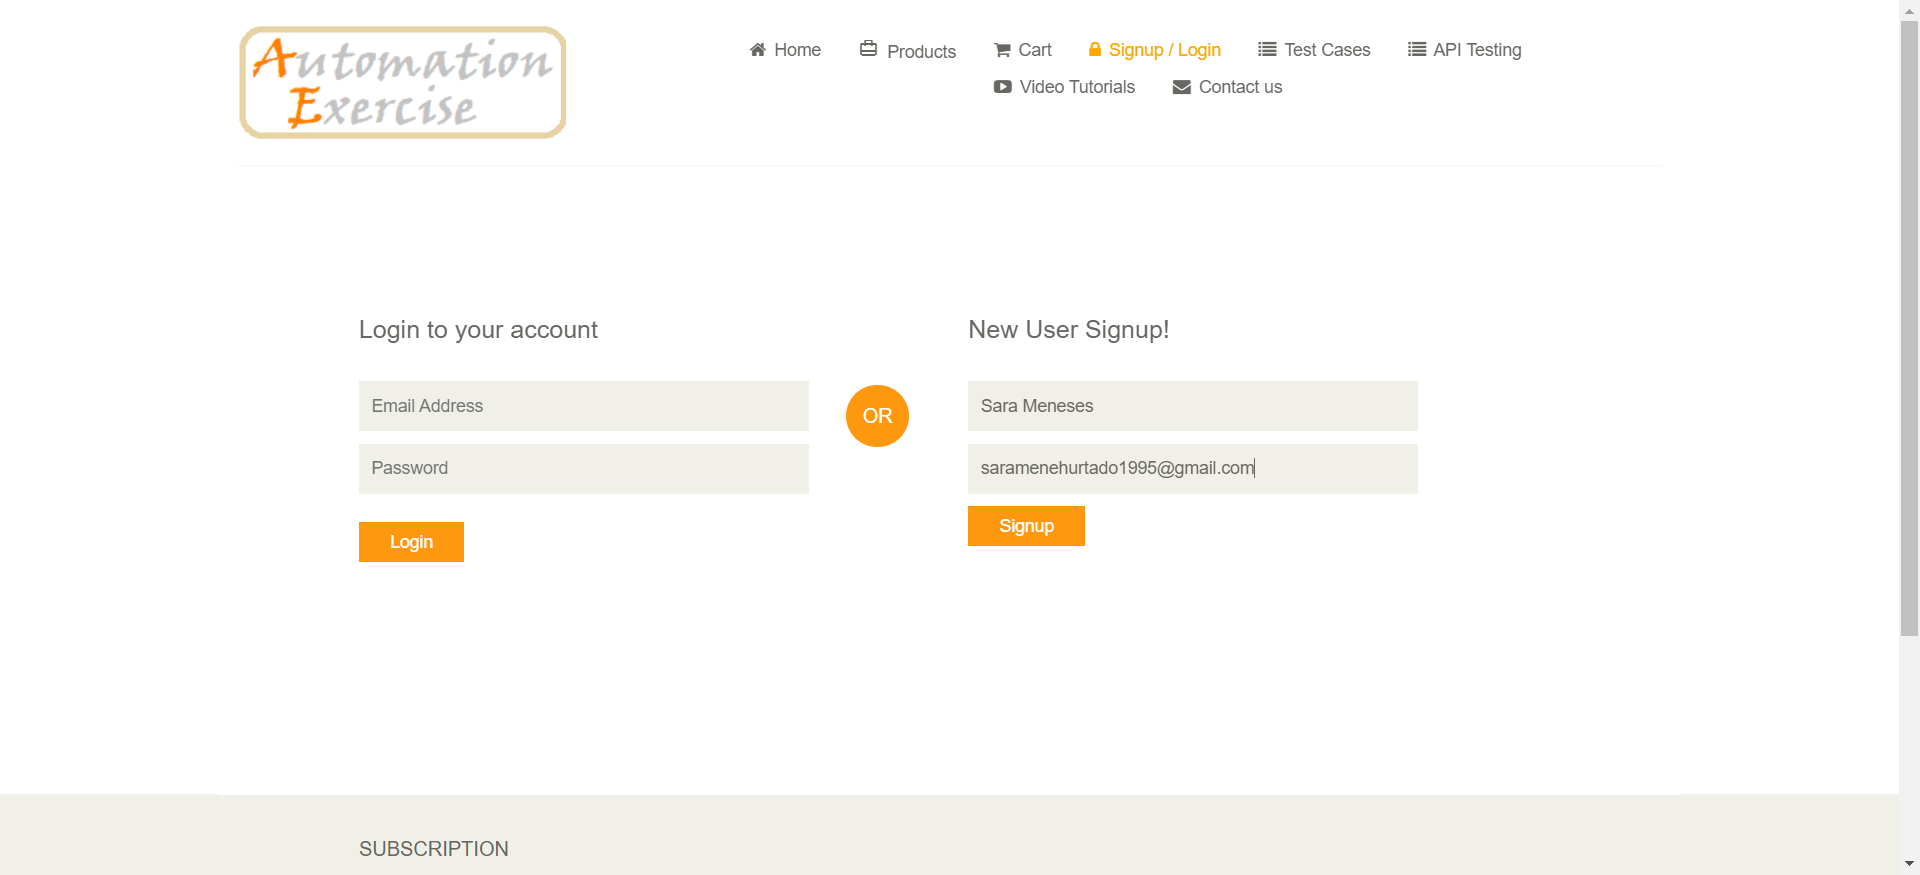 Automation
Exercise
Home
Products
Cart
Signup / Login
Test Cases
API Testing
Video Tutorials
Contact us
Login to your account
Email Address
Password
Login
OR
New User Signup!
Sara Meneses
saramenehurtado1995@gmail.com
Signup
SUBSCRIPTION